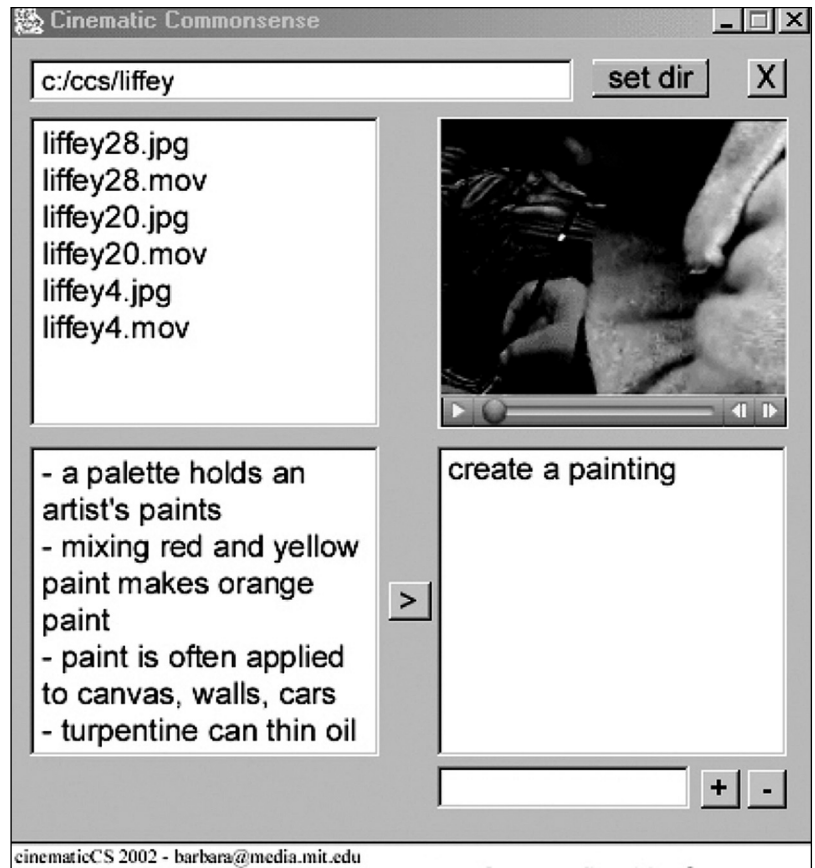 Cinematic Commonsense
c:/ccs/liffey
set dir
X
liffey28.jpg
liffey28.mov
liffey20.jpg
liffey20.mov
liffey4.jpg
liffey4.mov
- a palette holds an
artist's paints
- mixing red and yellow
paint makes orange
paint
- paint is often applied
to canvas, walls, cars
- turpentine can thin oil
>
create a painting
+
-
cinematicCS 2002 - barbara@media.mit.edu